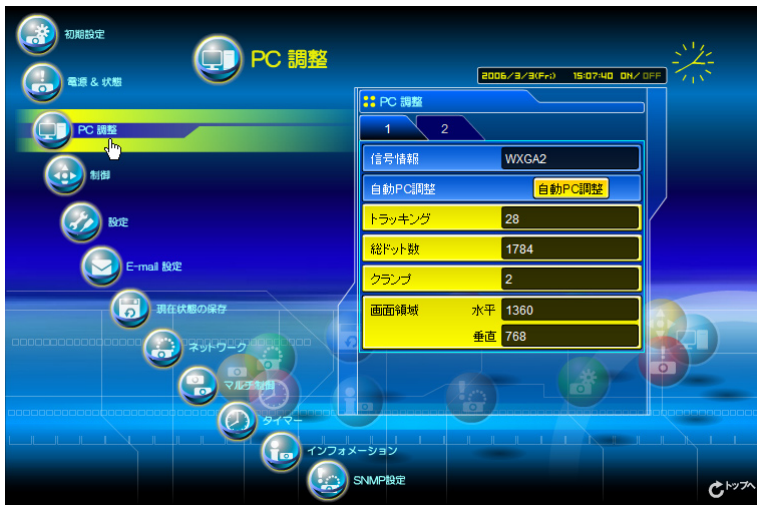 初期設定
電源 & 状態
PC 調整
制御
設定
E-mail 設定
現在状態の保存
ネットワーク
マルチ制御
タイマー
インフォメーション
SNMP設定
PC 調整
2006/3/3(Fri) 15:07:40 ON/OFF
PC 調整
1 2
信号情報 WXGA2
自動PC調整 自動PC調整
トラッキング 28
総ドット数 1784
クランプ 2
画面領域 水平 1360
垂直 768
トップへ